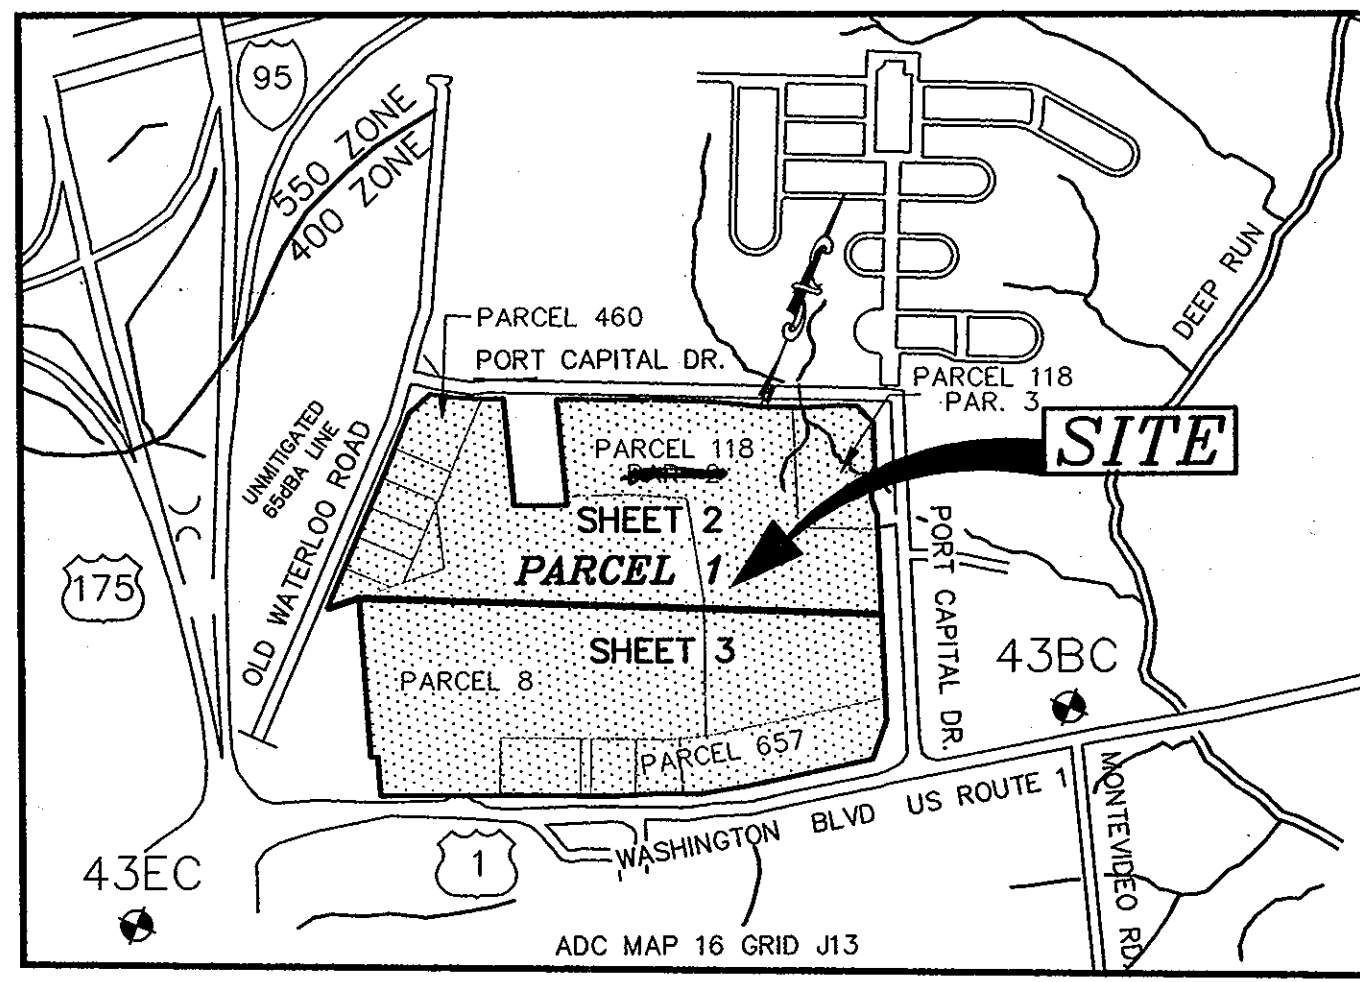 95
550 ZONE
400 ZONE
DEEP RUN
PARCEL 460
PORT CAPITAL DR.
PARCEL 118
PAR. 3
SITE
UNMITIGATED
65dBA LINE
OLD WATERLOO ROAD
PARCEL 118
PAR. 2
SHEET 2
PARCEL 1
175
PORT CAPITAL DR.
SHEET 3
43BC
PARCEL 8
PARCEL 657
WASHINGTON BLVD US ROUTE 1
MONTEVIDEO RD.
43EC
1
ADC MAP 16 GRID J13